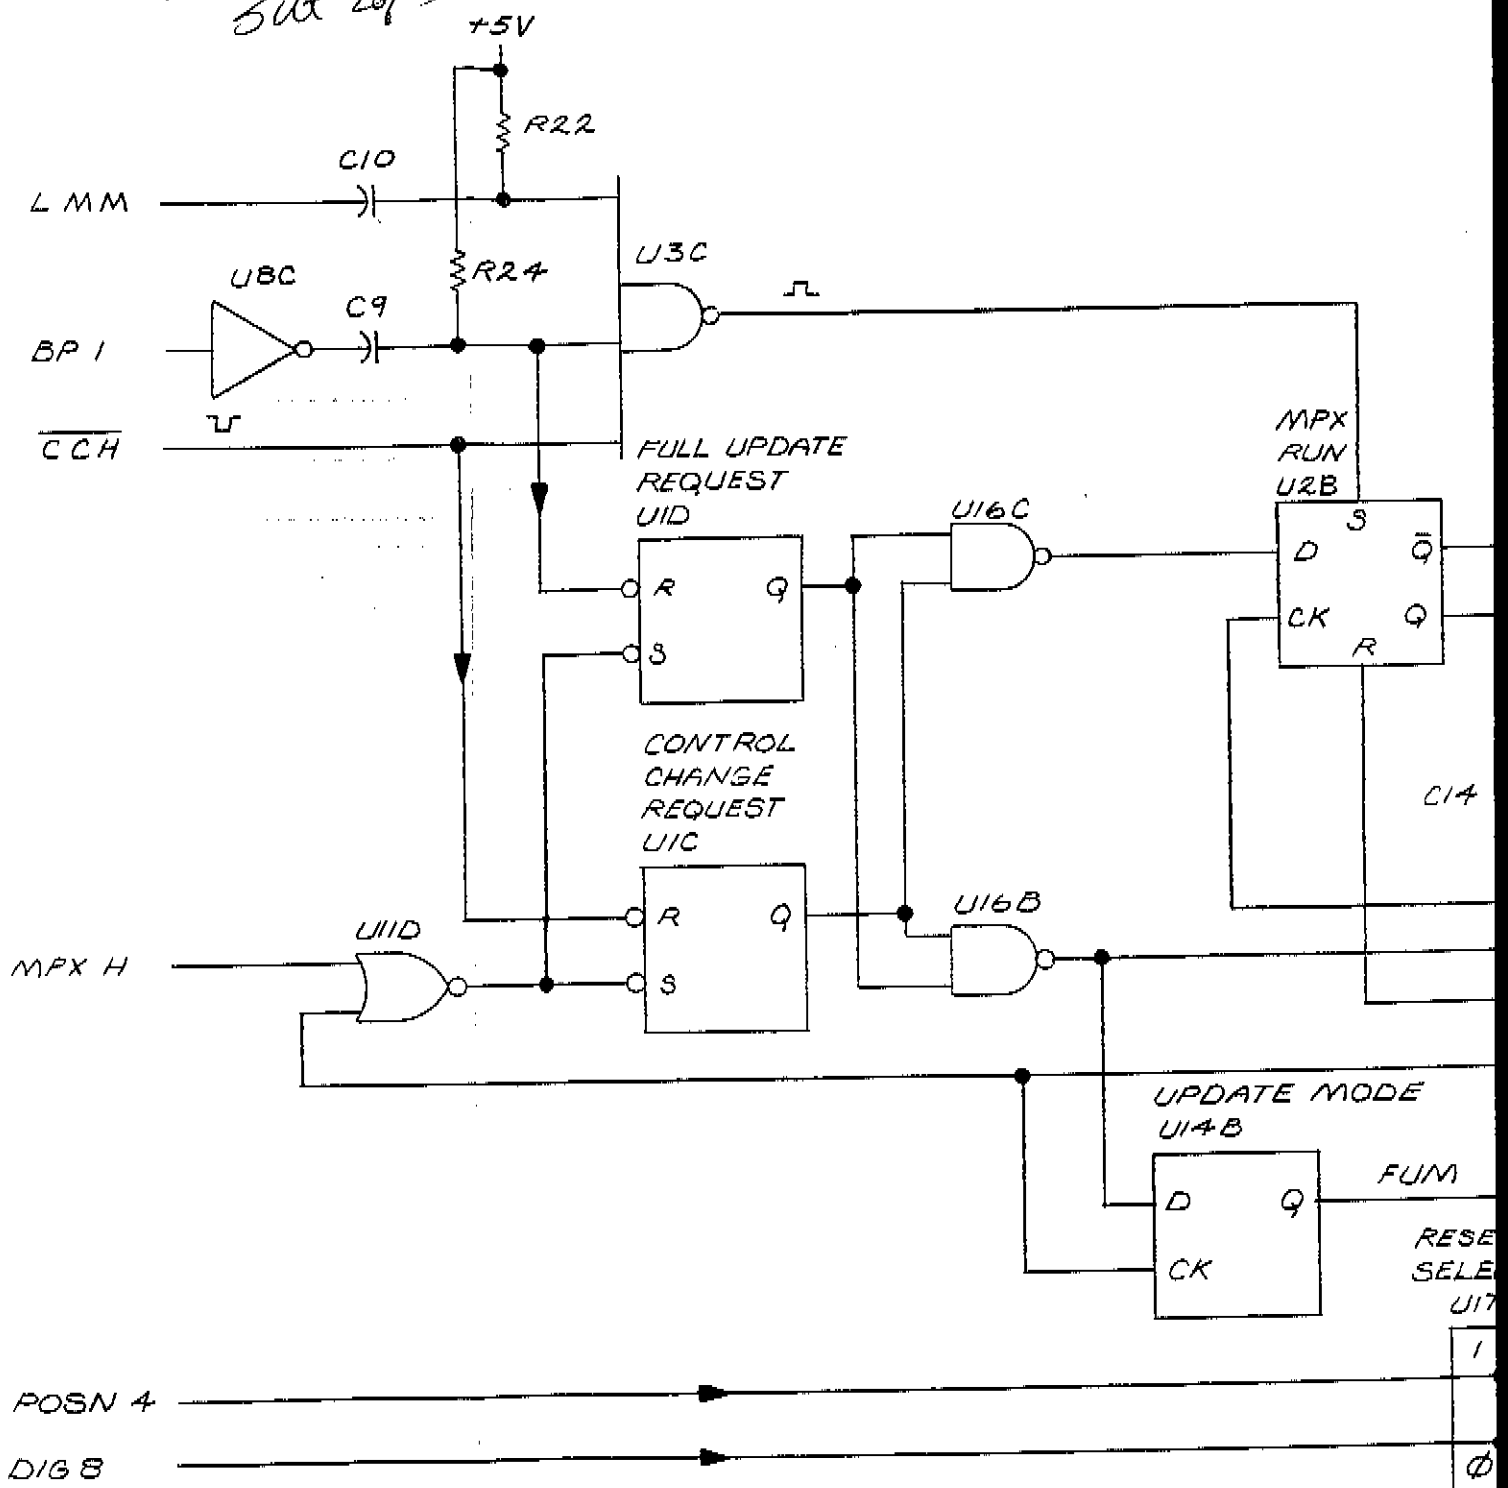 +5V
R22
C10
L MM
U3C
U8C
R24
C9
BP 1
CCH
FULL UPDATE
REQUEST
U1D
R
Q
S
U16C
MPX
RUN
U2B
S
D
Q
CK
Q
R
CONTROL
CHANGE
REQUEST
U1C
R
Q
S
C14
U16B
U11D
MPX H
UPDATE MODE
U14B
D
Q
CK
FUM
RESE
SELE
U17
1
POSN 4
DIG 8
Ø